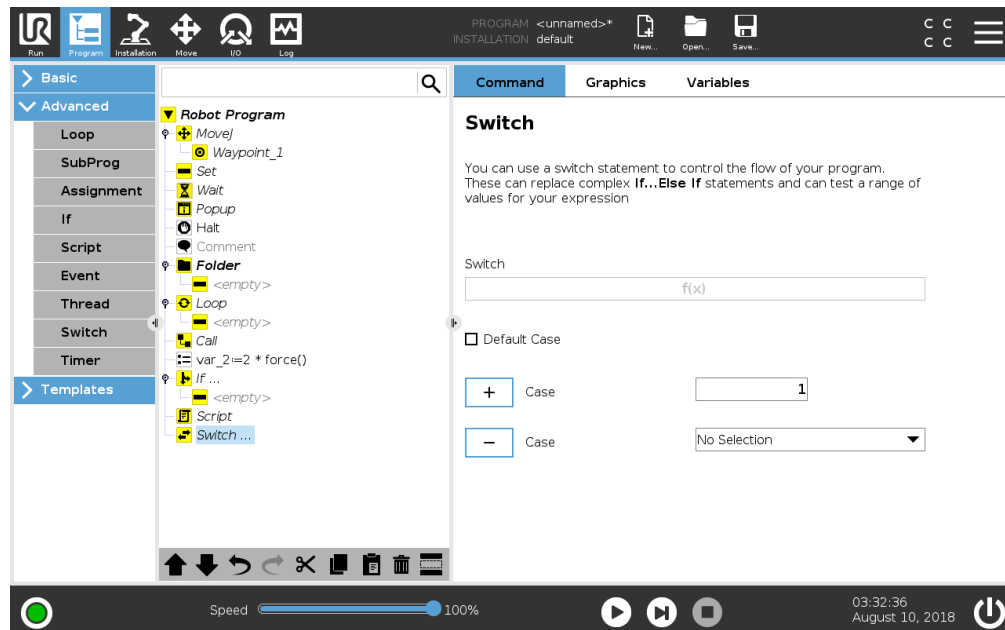 PROGRAM <unnamed>*
INSTALLATION default
UR
Run
Program
Installation
Move
I/O
Log
New...
Open...
Save...
C C
C C
Basic
Advanced
Loop
SubProg
Assignment
If
Script
Event
Thread
Switch
Timer
Templates
Robot Program
MoveJ
Waypoint_1
Set
Wait
Popup
Halt
Comment
Folder
<empty>
Loop
<empty>
Call
var_2:=2 * force()
If ...
<empty>
Script
Switch ...
Command Graphics Variables
Switch
You can use a switch statement to control the flow of your program.
These can replace complex If...Else If statements and can test a range of
values for your expression
Switch
f(x)
Default Case
+ Case 1
− Case No Selection
Speed 100%
03:32:36
August 10, 2018